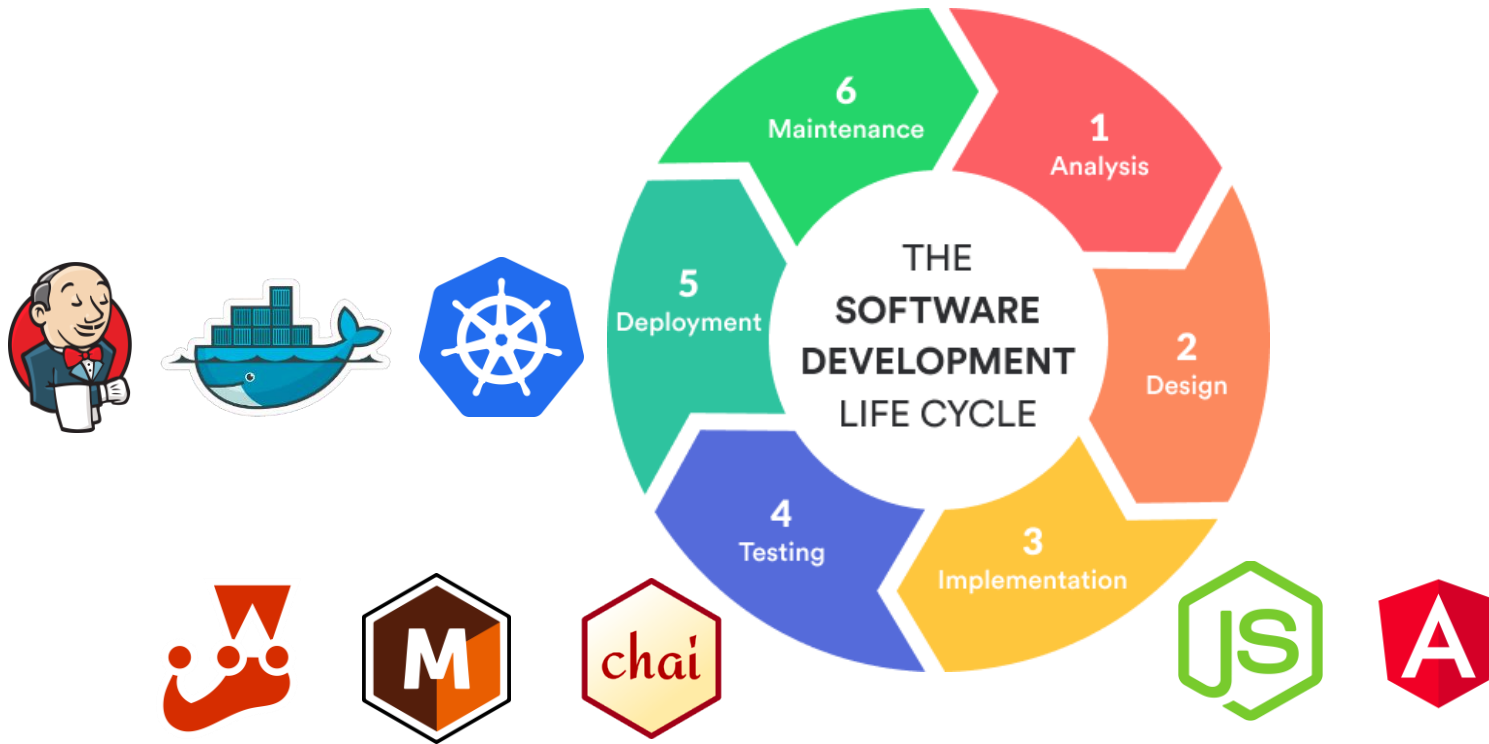 6
Maintenance
1
Analysis
5
Deployment
THE
SOFTWARE
DEVELOPMENT
LIFE CYCLE
2
Design
4
Testing
3
Implementation
M
chai
JS
A